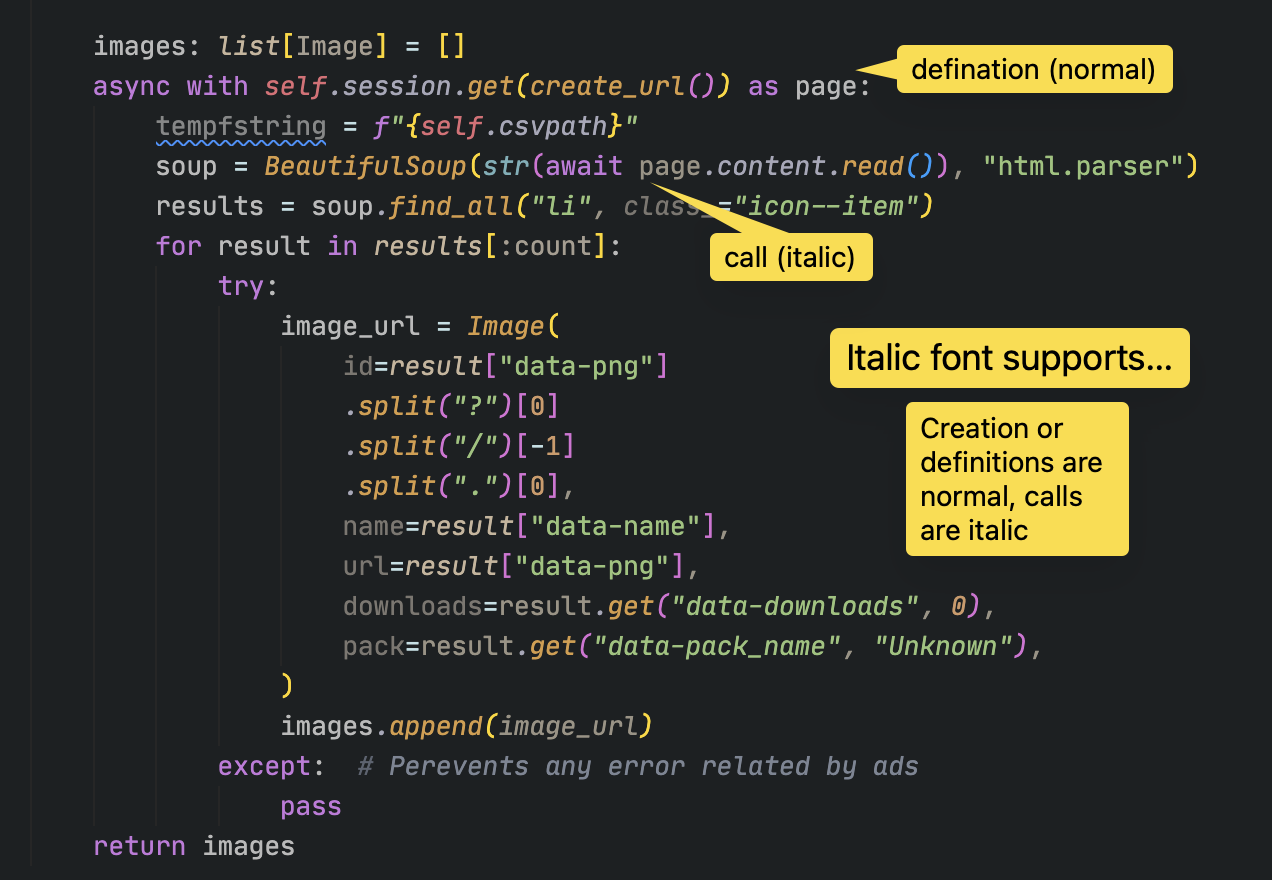 images: list[Image] = []
async with self.session.get(create_url()) as page:
defination (normal)
tempfstring = f"{self.csvpath}"
soup = BeautifulSoup(str(await page.content.read()), "html.parser")
results = soup.find_all("li", class_="icon--item")
for result in results[:count]:
call (italic)
try:
image_url = Image(
Italic font supports...
id=result["data-png"]
.split("?")[0]
.split("/")[-1]
.split(".")[0],
Creation or
definitions are
normal, calls
are italic
name=result["data-name"],
url=result["data-png"],
downloads=result.get("data-downloads", 0),
pack=result.get("data-pack_name", "Unknown"),
)
images.append(image_url)
except:  # Perevents any error related by ads
pass
return images